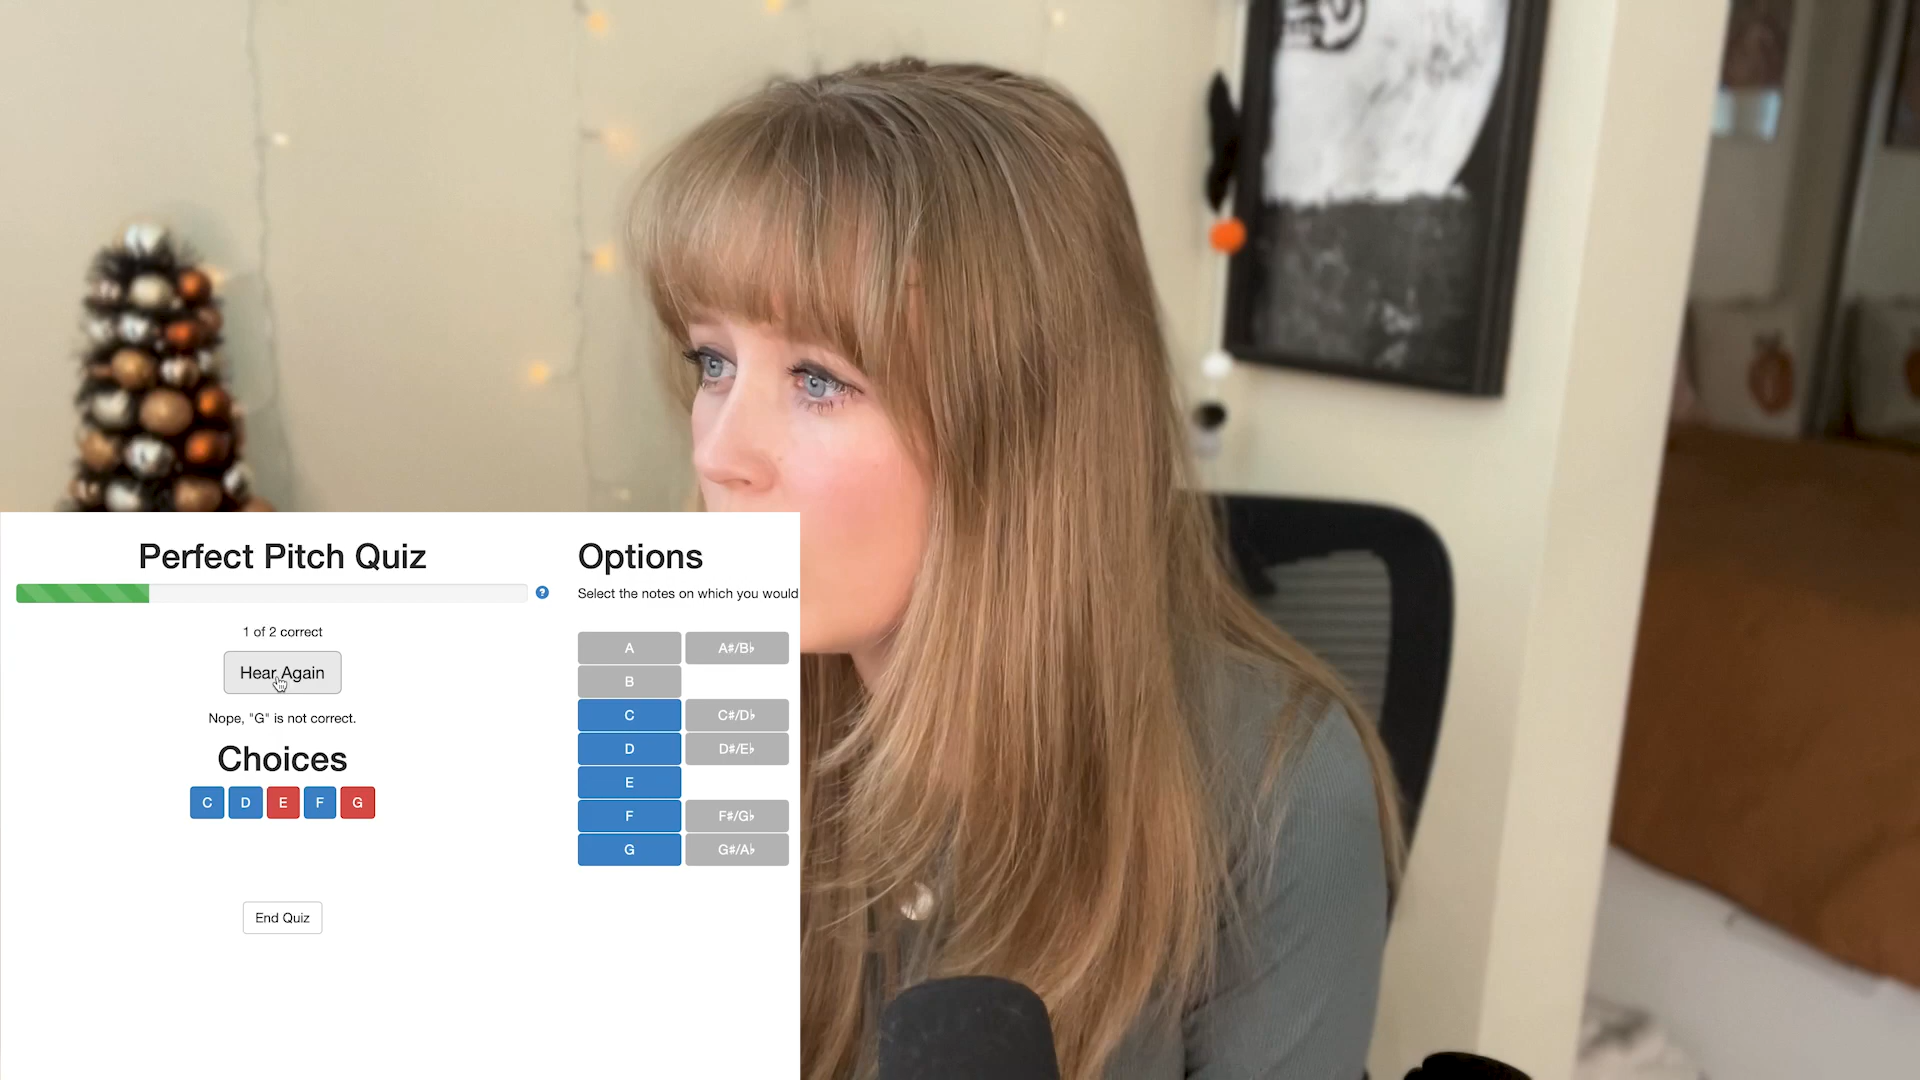 Perfect Pitch Quiz
?
1 of 2 correct
Hear Again
Nope, "G" is not correct.
Choices
C D E F G
End Quiz
Options
Select the notes on which you would
A A#/B♭
B
C C#/D♭
D D#/E♭
E
F F#/G♭
G G#/A♭